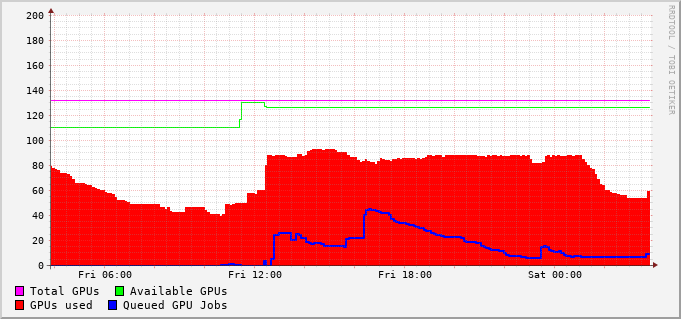 200
180
160
140
120
100
80
60
40
20
0
Fri 06:00 Fri 12:00 Fri 18:00 Sat 00:00
Total GPUs Available GPUs
GPUs used Queued GPU Jobs
RRDTOOL / TOBI OETIKER